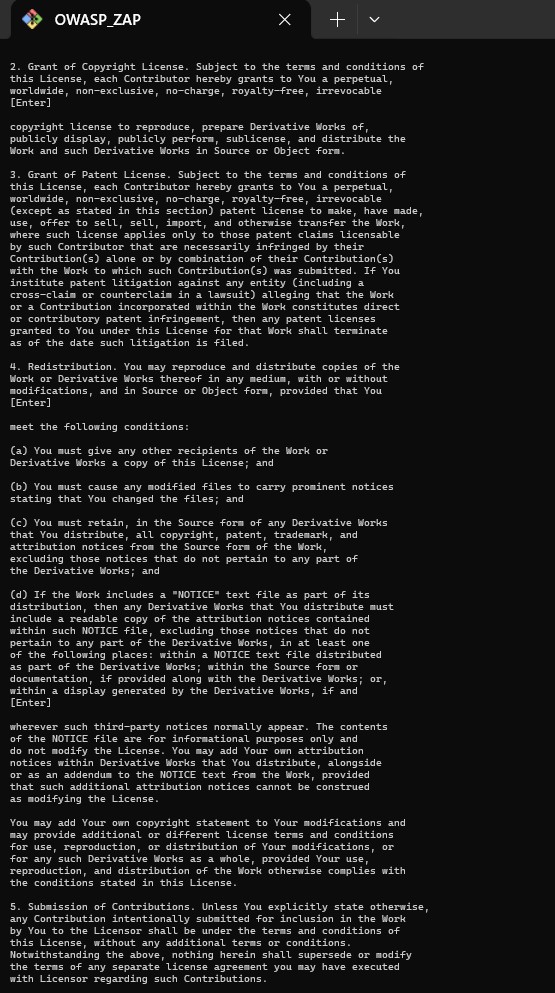 OWASP_ZAP
2. Grant of Copyright License. Subject to the terms and conditions of
this License, each Contributor hereby grants to You a perpetual,
worldwide, non-exclusive, no-charge, royalty-free, irrevocable
[Enter]
copyright license to reproduce, prepare Derivative Works of,
publicly display, publicly perform, sublicense, and distribute the
Work and such Derivative Works in Source or Object form.
3. Grant of Patent License. Subject to the terms and conditions of
this License, each Contributor hereby grants to You a perpetual,
worldwide, non-exclusive, no-charge, royalty-free, irrevocable
(except as stated in this section) patent license to make, have made,
use, offer to sell, sell, import, and otherwise transfer the Work,
where such license applies only to those patent claims licensable
by such Contributor that are necessarily infringed by their
Contribution(s) alone or by combination of their Contribution(s)
with the Work to which such Contribution(s) was submitted. If You
institute patent litigation against any entity (including a
cross-claim or counterclaim in a lawsuit) alleging that the Work
or a Contribution incorporated within the Work constitutes direct
or contributory patent infringement, then any patent licenses
granted to You under this License for that Work shall terminate
as of the date such litigation is filed.
4. Redistribution. You may reproduce and distribute copies of the
Work or Derivative Works thereof in any medium, with or without
modifications, and in Source or Object form, provided that You
[Enter]
meet the following conditions:
(a) You must give any other recipients of the Work or
Derivative Works a copy of this License; and
(b) You must cause any modified files to carry prominent notices
stating that You changed the files; and
(c) You must retain, in the Source form of any Derivative Works
that You distribute, all copyright, patent, trademark, and
attribution notices from the Source form of the Work,
excluding those notices that do not pertain to any part of
the Derivative Works; and
(d) If the Work includes a "NOTICE" text file as part of its
distribution, then any Derivative Works that You distribute must
include a readable copy of the attribution notices contained
within such NOTICE file, excluding those notices that do not
pertain to any part of the Derivative Works, in at least one
of the following places: within a NOTICE text file distributed
as part of the Derivative Works; within the Source form or
documentation, if provided along with the Derivative Works; or,
within a display generated by the Derivative Works, if and
[Enter]
wherever such third-party notices normally appear. The contents
of the NOTICE file are for informational purposes only and
do not modify the License. You may add Your own attribution
notices within Derivative Works that You distribute, alongside
or as an addendum to the NOTICE text from the Work, provided
that such additional attribution notices cannot be construed
as modifying the License.
You may add Your own copyright statement to Your modifications and
may provide additional or different license terms and conditions
for use, reproduction, or distribution of Your modifications, or
for any such Derivative Works as a whole, provided Your use,
reproduction, and distribution of the Work otherwise complies with
the conditions stated in this License.
5. Submission of Contributions. Unless You explicitly state otherwise,
any Contribution intentionally submitted for inclusion in the Work
by You to the Licensor shall be under the terms and conditions of
this License, without any additional terms or conditions.
Notwithstanding the above, nothing herein shall supersede or modify
the terms of any separate license agreement you may have executed
with Licensor regarding such Contributions.